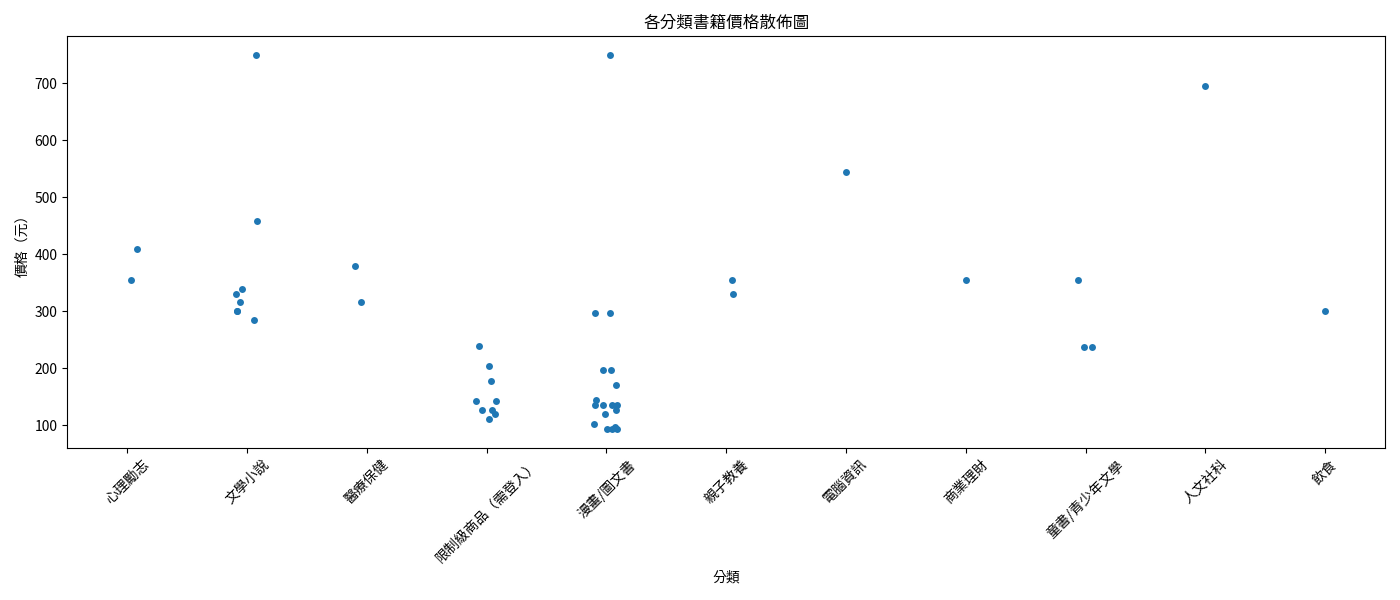 各分類書籍價格散佈圖
價格（元）
700
600
500
400
300
200
100
心理勵志
文學小說
醫療保健
限制級商品（需登入）
漫畫/圖文書
親子教養
電腦資訊
商業理財
童書/青少年文學
人文社科
飲食
分類